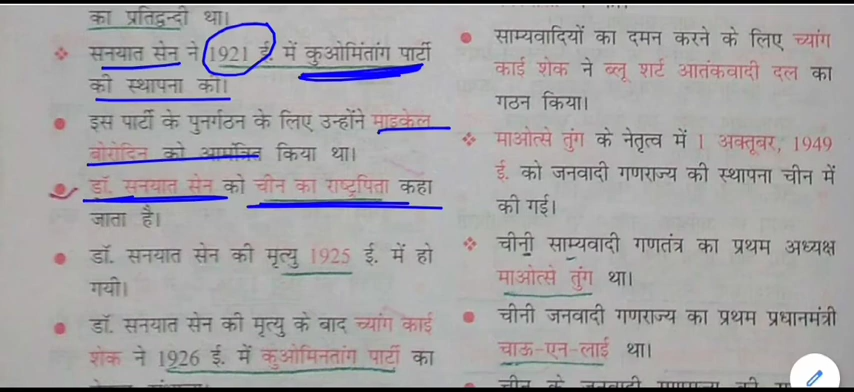 का प्रतिद्वन्दी था।
सनयात सेन ने 1921 ई. में कुओमिंतांग पार्टी
की स्थापना की।
इस पार्टी के पुनर्गठन के लिए उन्होंने माइकेल
बोरोदिन को आमंत्रित किया था।
डॉ. सनयात सेन को चीन का राष्ट्रपिता कहा
जाता है।
डॉ. सनयात सेन की मृत्यु 1925 ई. में हो
गयी।
डॉ. सनयात सेन की मृत्यु के बाद च्यांग काई
शेक ने 1926 ई. में कुओमिनतांग पार्टी का
साम्यवादियों का दमन करने के लिए च्यांग
काई शेक ने ब्लू शर्ट आतंकवादी दल का
गठन किया।
माओत्से तुंग के नेतृत्व में 1 अक्तूबर, 1949
ई. को जनवादी गणराज्य की स्थापना चीन में
की गई।
चीनी साम्यवादी गणतंत्र का प्रथम अध्यक्ष
माओत्से तुंग था।
चीनी जनवादी गणराज्य का प्रथम प्रधानमंत्री
चाऊ-एन-लाई था।